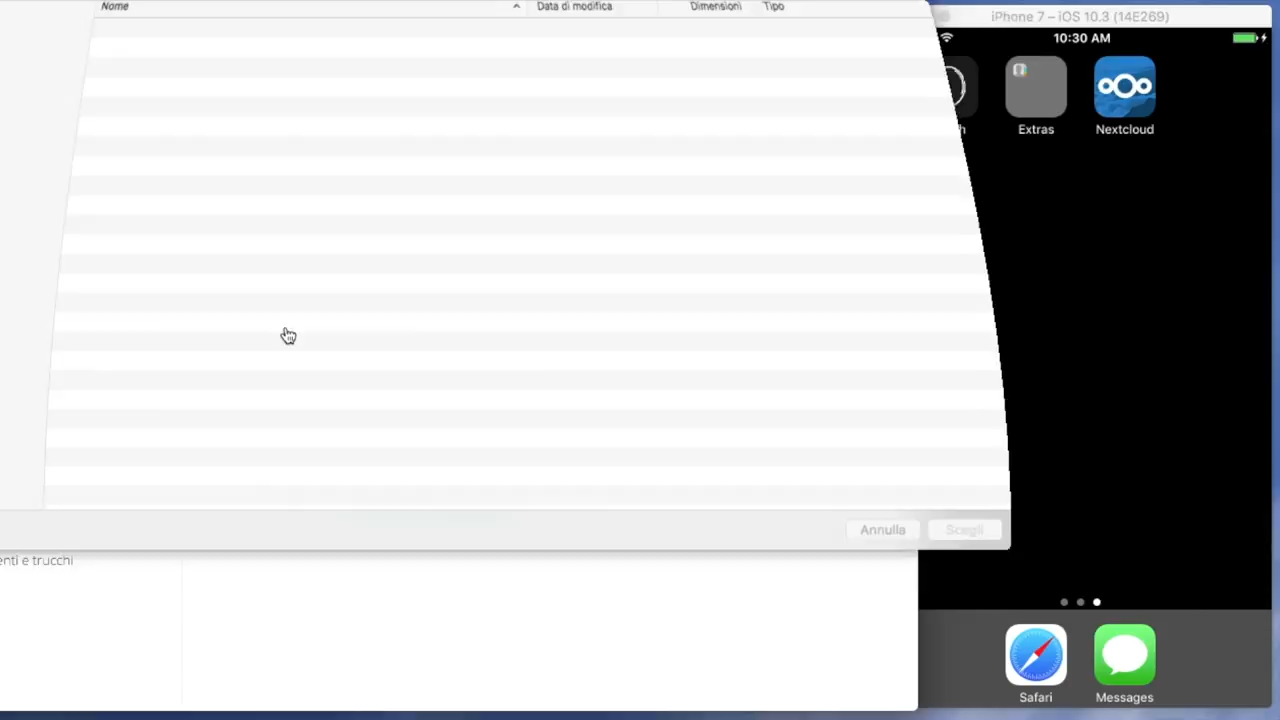 Nome Data di modifica Dimensioni Tipo
iPhone 7 – iOS 10.3 (14E269)
10:30 AM
h Extras Nextcloud
Annulla Scegli
enti e trucchi
Safari Messages